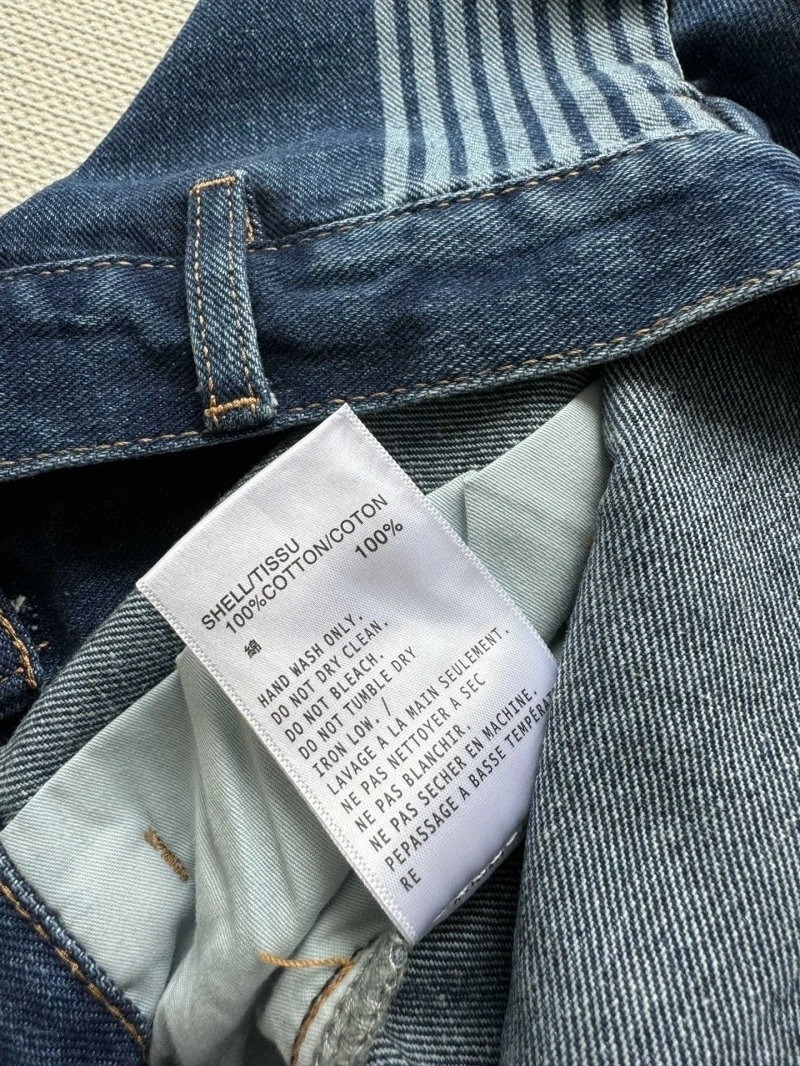 SHELL/TISSU
100%COTTON/COTON
綿 100%
HAND WASH ONLY.
DO NOT DRY CLEAN.
DO NOT BLEACH.
DO NOT TUMBLE DRY
IRON LOW. /
LAVAGE A LA MAIN SEULEMENT.
NE PAS NETTOYER A SEC
NE PAS BLANCHIR.
NE PAS SECHER EN MACHINE.
PEPASSAGE A BASSE TEMPÉRAT
RE